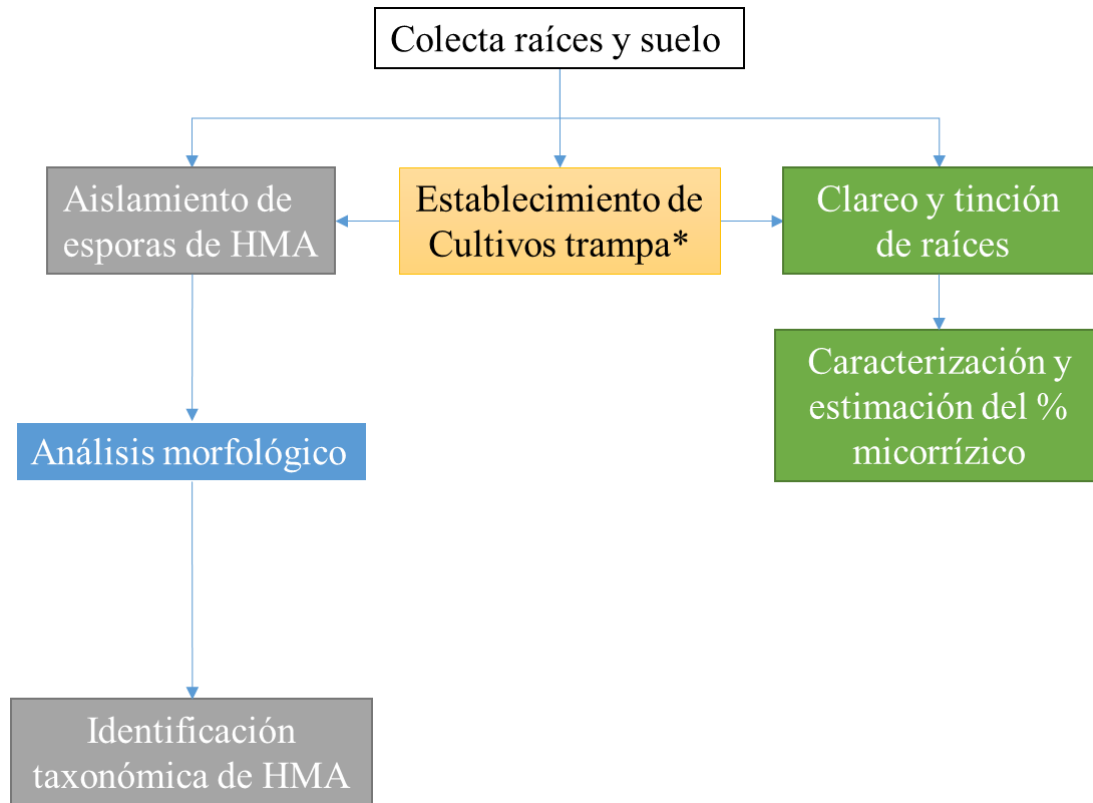 Colecta raíces y suelo
Aislamiento de
esporas de HMA
Establecimiento de
Cultivos trampa*
Clareo y tinción
de raíces
Caracterización y
estimación del %
micorrízico
Análisis morfológico
Identificación
taxonómica de HMA